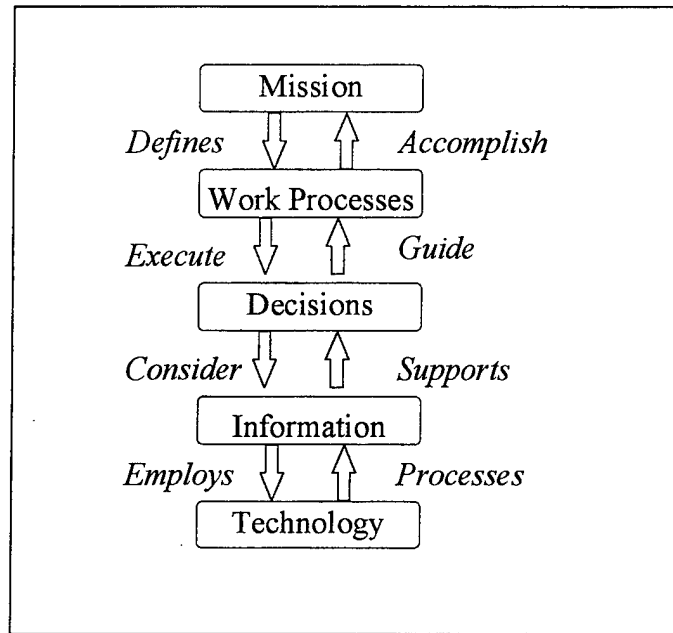 Mission
Defines Accomplish
Work Processes
Execute Guide
Decisions
Consider Supports
Information
Employs Processes
Technology